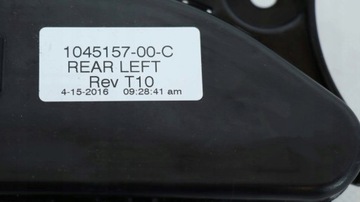 1045157-00-C
REAR LEFT
Rev T10
4-15-2016 09:28:41 am